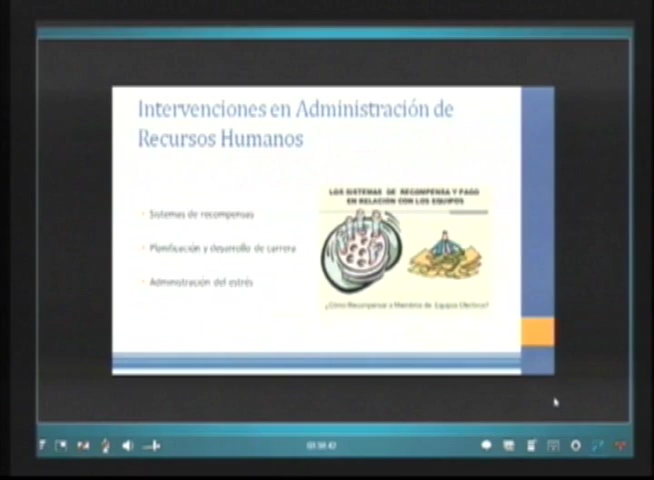 Intervenciones en Administración de
Recursos Humanos
Sistemas de recompensas
Planificación y desarrollo de carrera
Administración del estrés
LOS SISTEMAS DE RECOMPENSA Y PAGO
EN RELACION CON LOS EQUIPOS
¿Cómo Recompensar a Miembros de Equipos Efectivos?